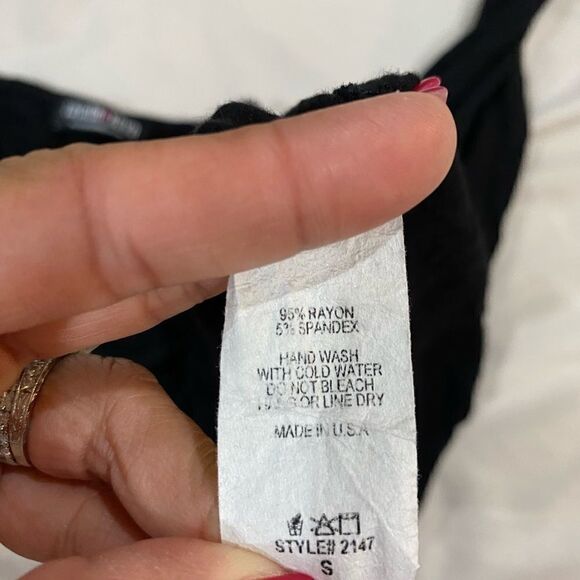 95% RAYON
5% SPANDEX
HAND WASH
WITH COLD WATER
DO NOT BLEACH
OR LINE DRY
MADE IN U.S.A
STYLE# 2147
S